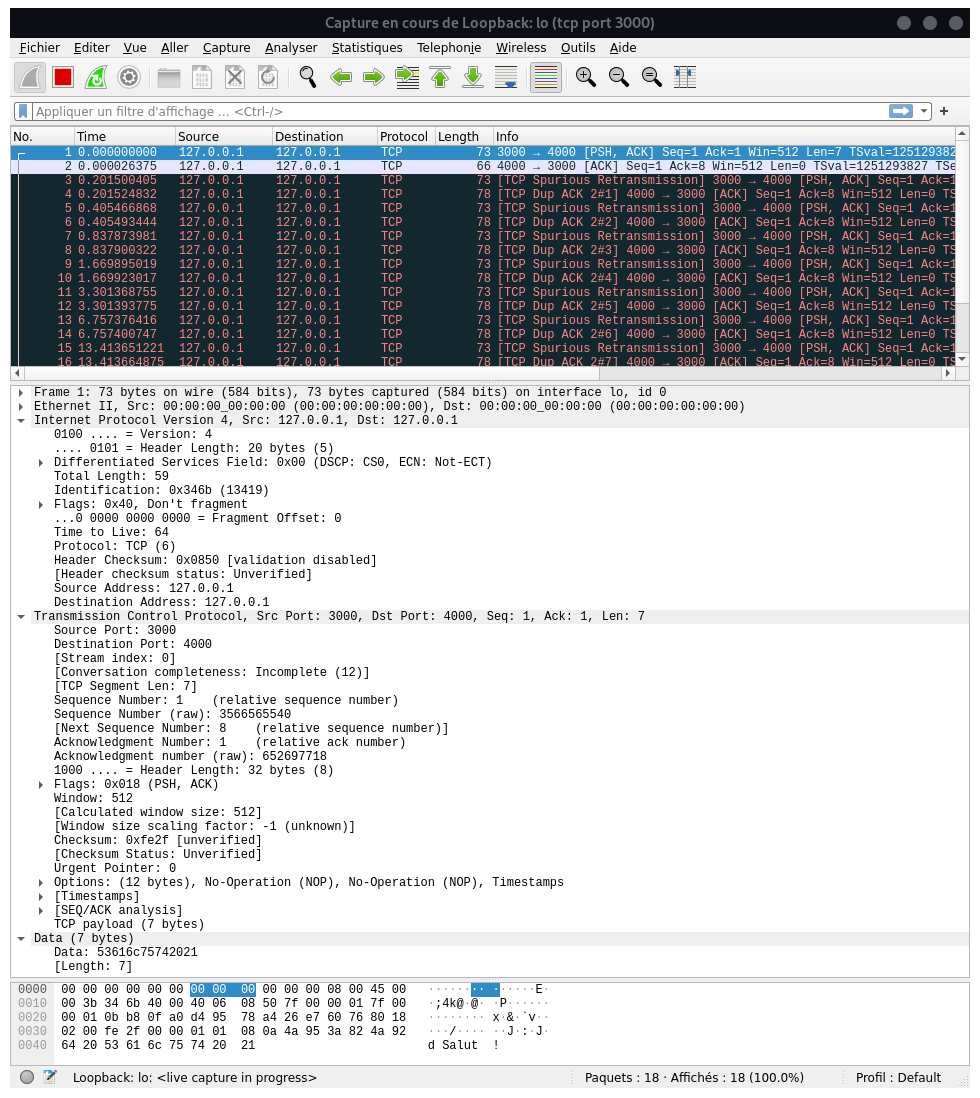 Capture en cours de Loopback: lo (tcp port 3000)
Fichier Editer Vue Aller Capture Analyser Statistiques Telephonie Wireless Outils Aide
Appliquer un filtre d'affichage ... <Ctrl-/>
No. Time Source Destination Protocol Length Info
1 0.000000000 127.0.0.1 127.0.0.1 TCP 73 3000 → 4000 [PSH, ACK] Seq=1 Ack=1 Win=512 Len=7 TSval=125129382
2 0.000026375 127.0.0.1 127.0.0.1 TCP 66 4000 → 3000 [ACK] Seq=1 Ack=8 Win=512 Len=0 TSval=1251293827 TSe
3 0.201500405 127.0.0.1 127.0.0.1 TCP 73 [TCP Spurious Retransmission] 3000 → 4000 [PSH, ACK] Seq=1 Ack=1
4 0.201524832 127.0.0.1 127.0.0.1 TCP 78 [TCP Dup ACK 2#1] 4000 → 3000 [ACK] Seq=1 Ack=8 Win=512 Len=0 TS
5 0.405466868 127.0.0.1 127.0.0.1 TCP 73 [TCP Spurious Retransmission] 3000 → 4000 [PSH, ACK] Seq=1 Ack=1
6 0.405493444 127.0.0.1 127.0.0.1 TCP 78 [TCP Dup ACK 2#2] 4000 → 3000 [ACK] Seq=1 Ack=8 Win=512 Len=0 TS
7 0.837873981 127.0.0.1 127.0.0.1 TCP 73 [TCP Spurious Retransmission] 3000 → 4000 [PSH, ACK] Seq=1 Ack=1
8 0.837900322 127.0.0.1 127.0.0.1 TCP 78 [TCP Dup ACK 2#3] 4000 → 3000 [ACK] Seq=1 Ack=8 Win=512 Len=0 TS
9 1.669895019 127.0.0.1 127.0.0.1 TCP 73 [TCP Spurious Retransmission] 3000 → 4000 [PSH, ACK] Seq=1 Ack=1
10 1.669923017 127.0.0.1 127.0.0.1 TCP 78 [TCP Dup ACK 2#4] 4000 → 3000 [ACK] Seq=1 Ack=8 Win=512 Len=0 TS
11 3.301368755 127.0.0.1 127.0.0.1 TCP 73 [TCP Spurious Retransmission] 3000 → 4000 [PSH, ACK] Seq=1 Ack=1
12 3.301393775 127.0.0.1 127.0.0.1 TCP 78 [TCP Dup ACK 2#5] 4000 → 3000 [ACK] Seq=1 Ack=8 Win=512 Len=0 TS
13 6.757376416 127.0.0.1 127.0.0.1 TCP 73 [TCP Spurious Retransmission] 3000 → 4000 [PSH, ACK] Seq=1 Ack=1
14 6.757400747 127.0.0.1 127.0.0.1 TCP 78 [TCP Dup ACK 2#6] 4000 → 3000 [ACK] Seq=1 Ack=8 Win=512 Len=0 TS
15 13.413651221 127.0.0.1 127.0.0.1 TCP 73 [TCP Spurious Retransmission] 3000 → 4000 [PSH, ACK] Seq=1 Ack=1
16 13.413664875 127.0.0.1 127.0.0.1 TCP 78 [TCP Dup ACK 2#7] 4000 → 3000 [ACK] Seq=1 Ack=8 Win=512 Len=0 TS
Frame 1: 73 bytes on wire (584 bits), 73 bytes captured (584 bits) on interface lo, id 0
Ethernet II, Src: 00:00:00_00:00:00 (00:00:00:00:00:00), Dst: 00:00:00_00:00:00 (00:00:00:00:00:00)
Internet Protocol Version 4, Src: 127.0.0.1, Dst: 127.0.0.1
0100 .... = Version: 4
.... 0101 = Header Length: 20 bytes (5)
Differentiated Services Field: 0x00 (DSCP: CS0, ECN: Not-ECT)
Total Length: 59
Identification: 0x346b (13419)
Flags: 0x40, Don't fragment
...0 0000 0000 0000 = Fragment Offset: 0
Time to Live: 64
Protocol: TCP (6)
Header Checksum: 0x0850 [validation disabled]
[Header checksum status: Unverified]
Source Address: 127.0.0.1
Destination Address: 127.0.0.1
Transmission Control Protocol, Src Port: 3000, Dst Port: 4000, Seq: 1, Ack: 1, Len: 7
Source Port: 3000
Destination Port: 4000
[Stream index: 0]
[Conversation completeness: Incomplete (12)]
[TCP Segment Len: 7]
Sequence Number: 1 (relative sequence number)
Sequence Number (raw): 3566565540
[Next Sequence Number: 8 (relative sequence number)]
Acknowledgment Number: 1 (relative ack number)
Acknowledgment number (raw): 652697718
1000 .... = Header Length: 32 bytes (8)
Flags: 0x018 (PSH, ACK)
Window: 512
[Calculated window size: 512]
[Window size scaling factor: -1 (unknown)]
Checksum: 0xfe2f [unverified]
[Checksum Status: Unverified]
Urgent Pointer: 0
Options: (12 bytes), No-Operation (NOP), No-Operation (NOP), Timestamps
[Timestamps]
[SEQ/ACK analysis]
TCP payload (7 bytes)
Data (7 bytes)
Data: 53616c75742021
[Length: 7]
0000 00 00 00 00 00 00 00 00 00 00 00 00 08 00 45 00 ········ ······E·
0010 00 3b 34 6b 40 00 40 06 08 50 7f 00 00 01 7f 00 ·;4k@·@· ·P······
0020 00 01 0b b8 0f a0 d4 95 78 a4 26 e7 60 76 80 18 ········ x·&·`v··
0030 02 00 fe 2f 00 00 01 01 08 0a 4a 95 3a 82 4a 92 ···/···· ··J·:·J·
0040 64 20 53 61 6c 75 74 20 21 d Salut !
Loopback: lo: <live capture in progress> Paquets : 18 · Affichés : 18 (100.0%) Profil : Default